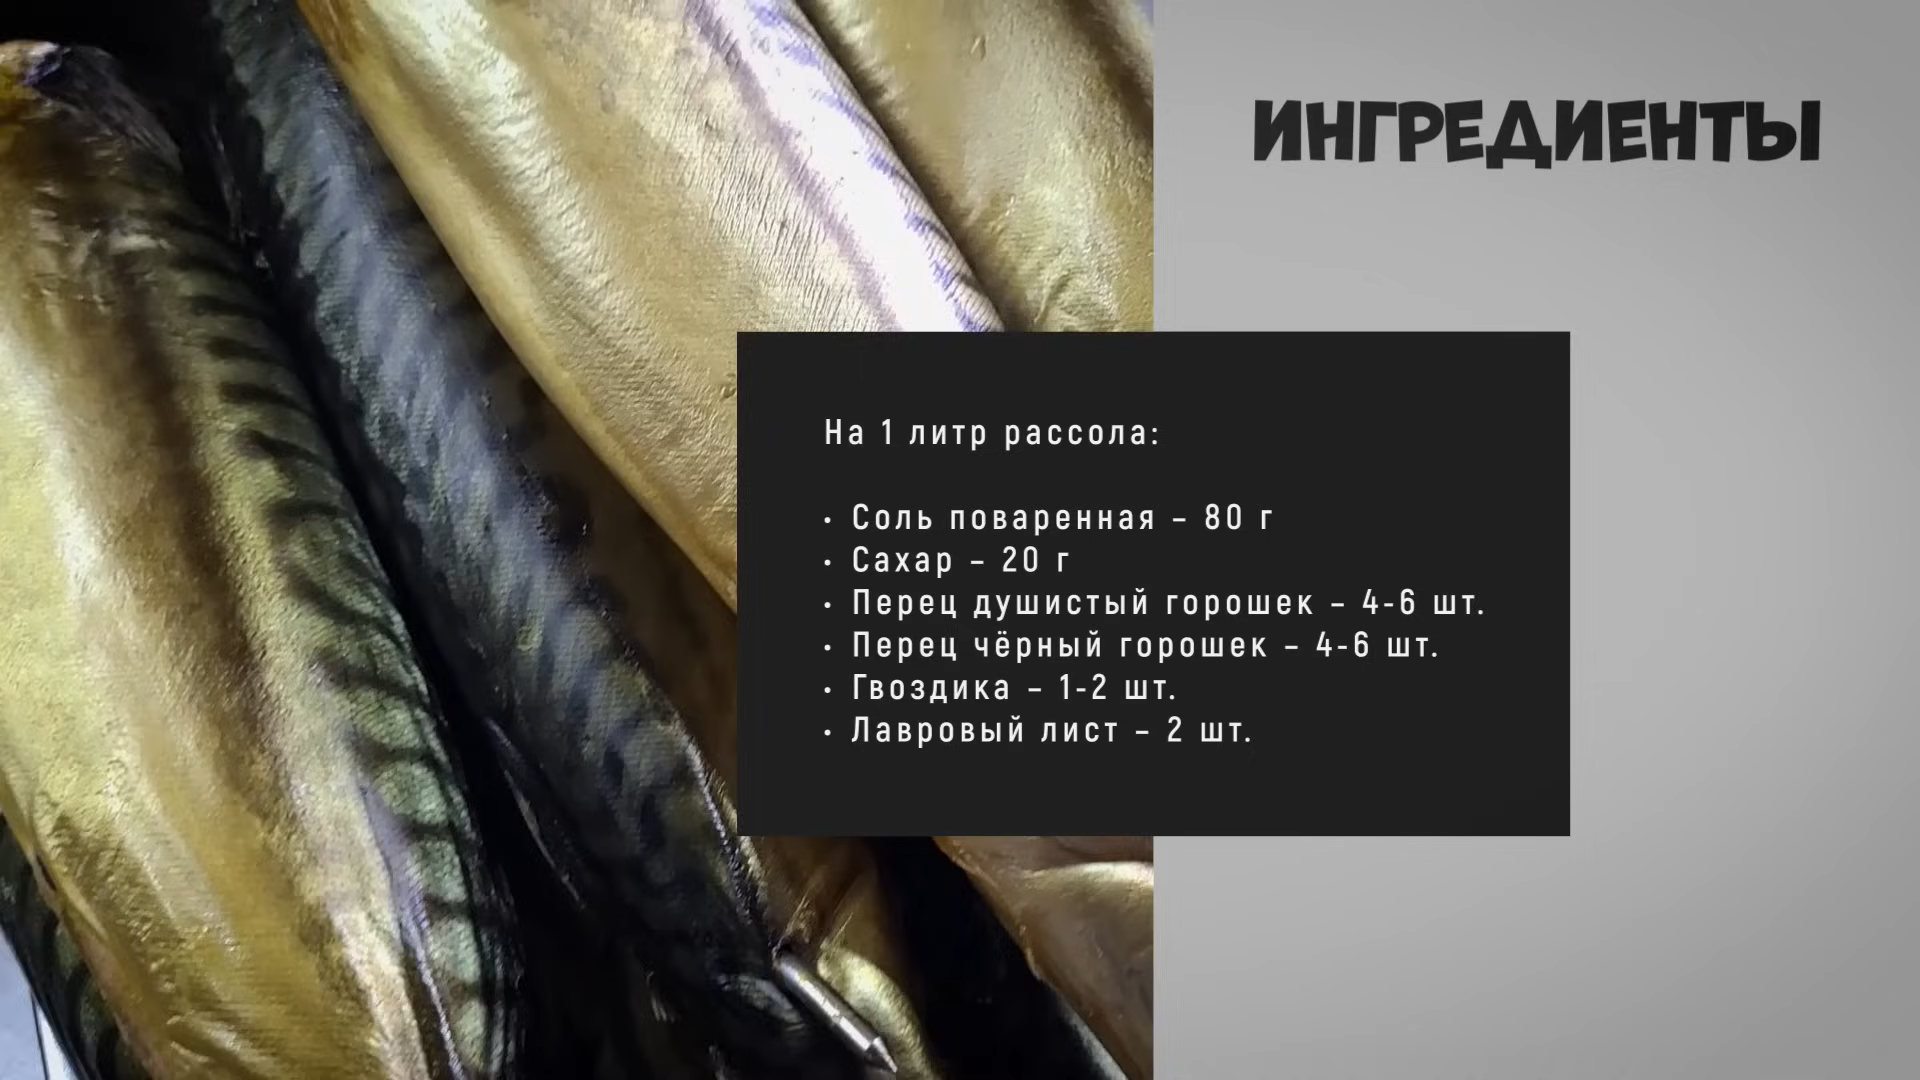 ИНГРЕДИЕНТЫ
На 1 литр рассола:
• Соль поваренная – 80 г
• Сахар – 20 г
• Перец душистый горошек – 4-6 шт.
• Перец чёрный горошек – 4-6 шт.
• Гвоздика – 1-2 шт.
• Лавровый лист – 2 шт.